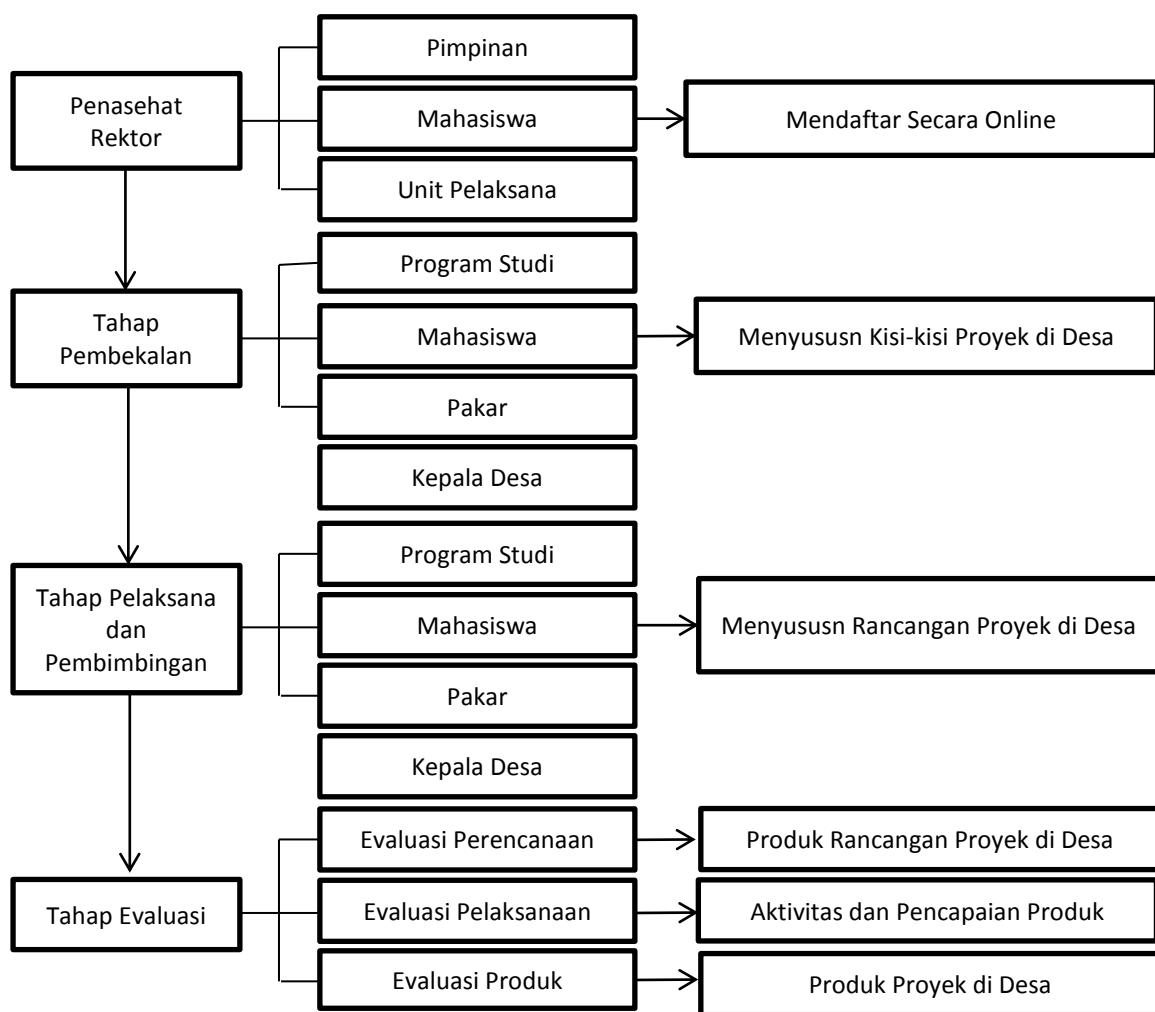 Pimpinan
Penasehat
Rektor
Mahasiswa
Mendaftar Secara Online
Unit Pelaksana
Program Studi
Tahap
Pembekalan
Mahasiswa
Menyususn Kisi-kisi Proyek di Desa
Pakar
Kepala Desa
Program Studi
Tahap Pelaksana
dan
Pembimbingan
Mahasiswa
Menyususn Rancangan Proyek di Desa
Pakar
Kepala Desa
Evaluasi Perencanaan
Produk Rancangan Proyek di Desa
Tahap Evaluasi
Evaluasi Pelaksanaan
Aktivitas dan Pencapaian Produk
Evaluasi Produk
Produk Proyek di Desa